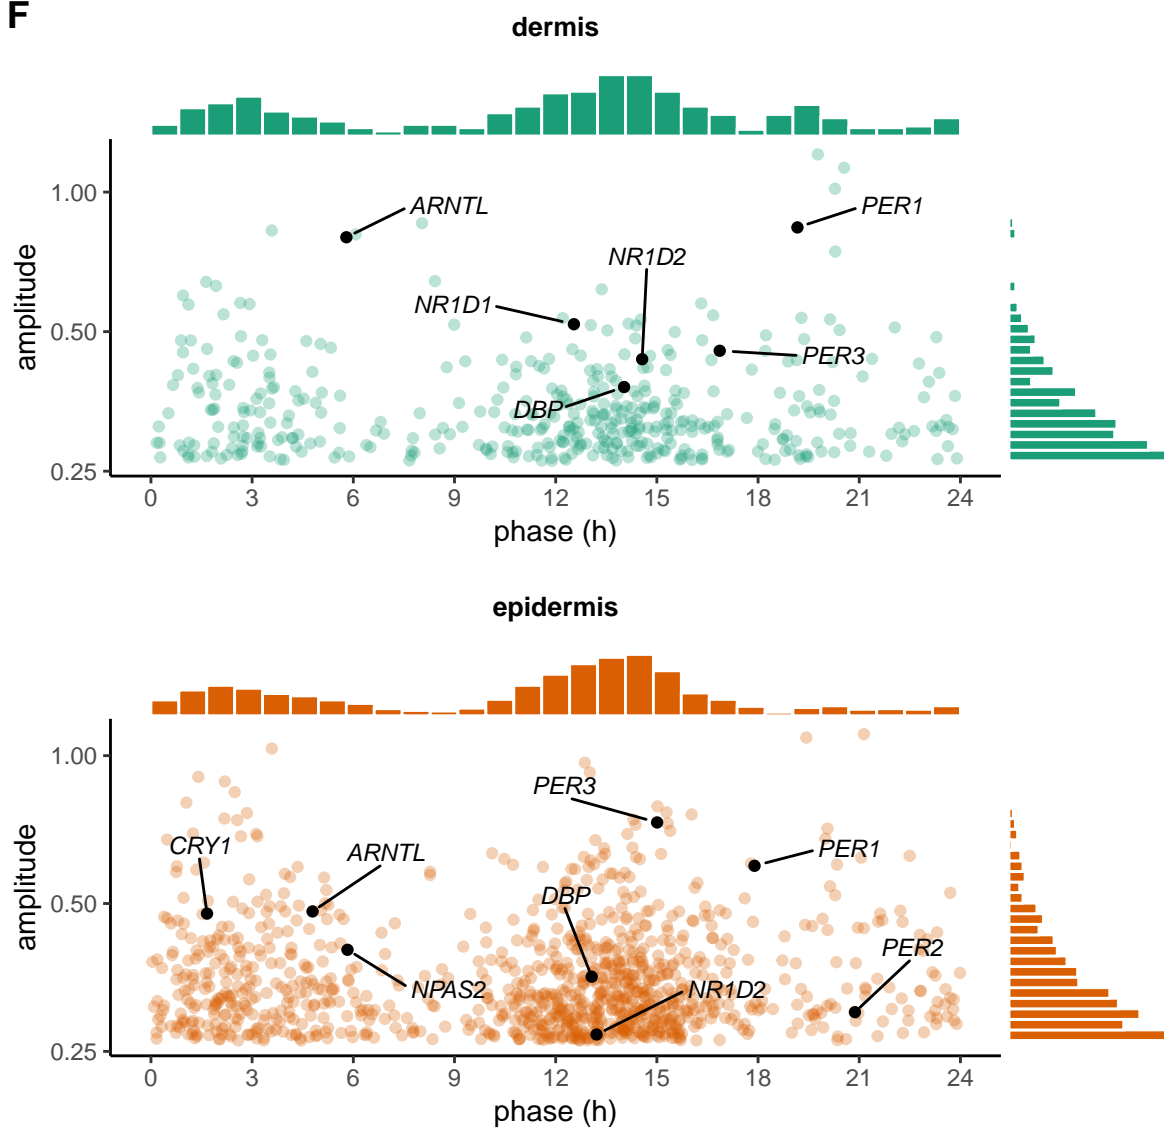 F
dermis
1.00
ARNTL
PER1
NR1D2
NR1D1
amplitude
0.50
PER3
DBP
0.25
0 3 6 9 12 15 18 21 24
phase (h)
epidermis
1.00
PER3
CRY1
ARNTL
PER1
amplitude
0.50
DBP
PER2
NPAS2
NR1D2
0.25
0 3 6 9 12 15 18 21 24
phase (h)